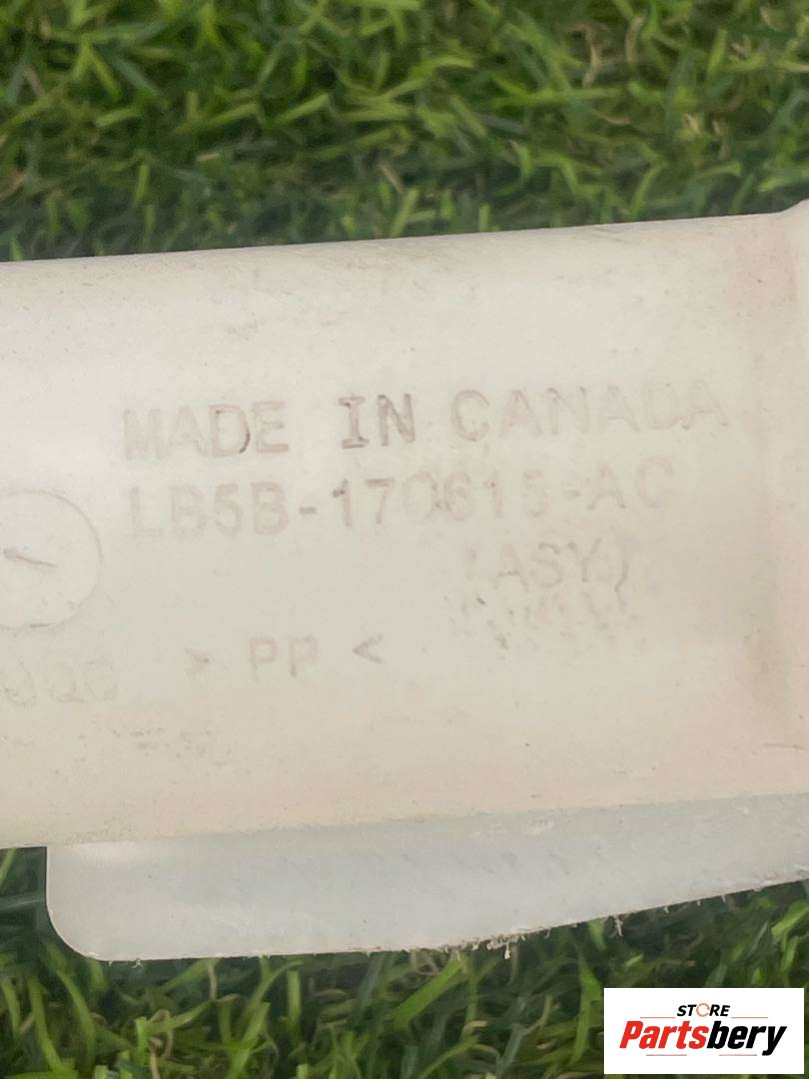 MADE IN CANADA
LB5B-17C615-AC
(ASY)
> PP <
STORE
Partsbery